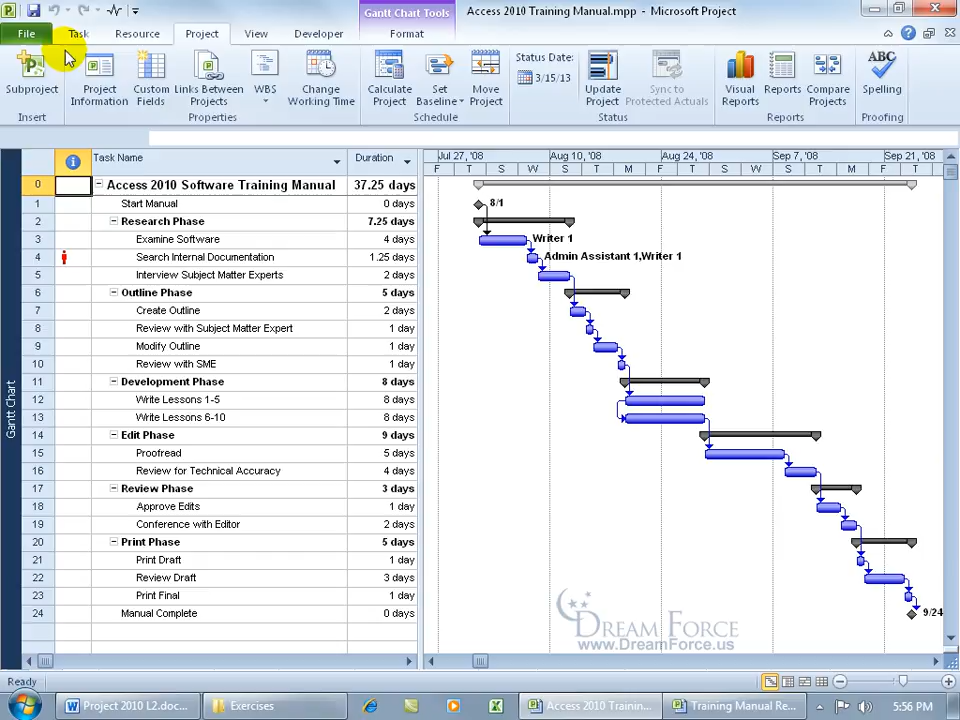 Gantt Chart Tools
Access 2010 Training Manual.mpp - Microsoft Project
File Task Resource Project View Developer Format
Subproject
Project Information
Custom Fields
Links Between Projects
WBS
Change Working Time
Calculate Project
Set Baseline
Move Project
Status Date:
3/15/13
Update Project
Sync to Protected Actuals
Visual Reports
Reports
Compare Projects
ABC
Spelling
Insert Properties Schedule Status Reports Proofing
Task Name Duration
Jul 27, '08 Aug 10, '08 Aug 24, '08 Sep 7, '08 Sep 21, '08
F T S W S T M F T S W S T M F T
0 Access 2010 Software Training Manual 37.25 days
1 Start Manual 0 days 8/1
2 Research Phase 7.25 days
3 Examine Software 4 days Writer 1
4 Search Internal Documentation 1.25 days Admin Assistant 1,Writer 1
5 Interview Subject Matter Experts 2 days
6 Outline Phase 5 days
7 Create Outline 2 days
8 Review with Subject Matter Expert 1 day
9 Modify Outline 1 day
10 Review with SME 1 day
11 Development Phase 8 days
12 Write Lessons 1-5 8 days
13 Write Lessons 6-10 8 days
14 Edit Phase 9 days
15 Proofread 5 days
16 Review for Technical Accuracy 4 days
17 Review Phase 3 days
18 Approve Edits 1 day
19 Conference with Editor 2 days
20 Print Phase 5 days
21 Print Draft 1 day
22 Review Draft 3 days
23 Print Final 1 day
24 Manual Complete 0 days 9/24
Gantt Chart
DREAM FORCE
www.DreamForce.us
Ready
Project 2010 L2.doc...
Exercises
Access 2010 Trainin...
Training Manual Re...
5:56 PM